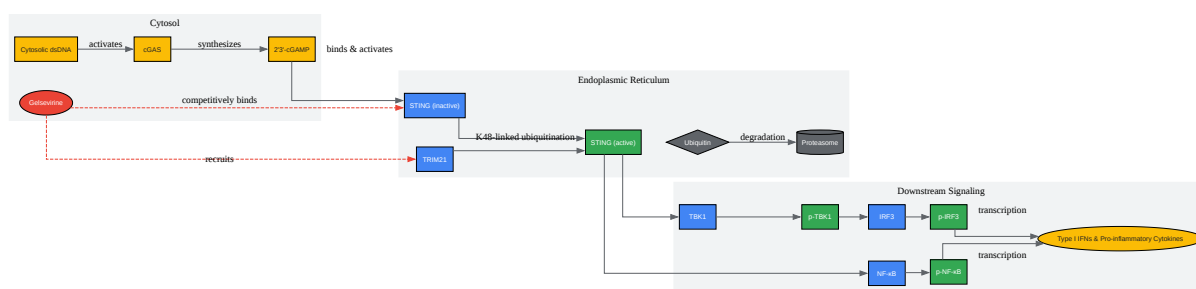 Cytosol
Cytosolic dsDNA
activates
cGAS
synthesizes
2'3'-cGAMP
binds & activates
Gelsevirine
competitively binds
recruits
Endoplasmic Reticulum
STING (inactive)
K48-linked ubiquitination
STING (active)
TRIM21
Ubiquitin
degradation
Proteasome
Downstream Signaling
TBK1
p-TBK1
IRF3
p-IRF3
transcription
Type I IFNs & Pro-inflammatory Cytokines
transcription
NF-κB
p-NF-κB